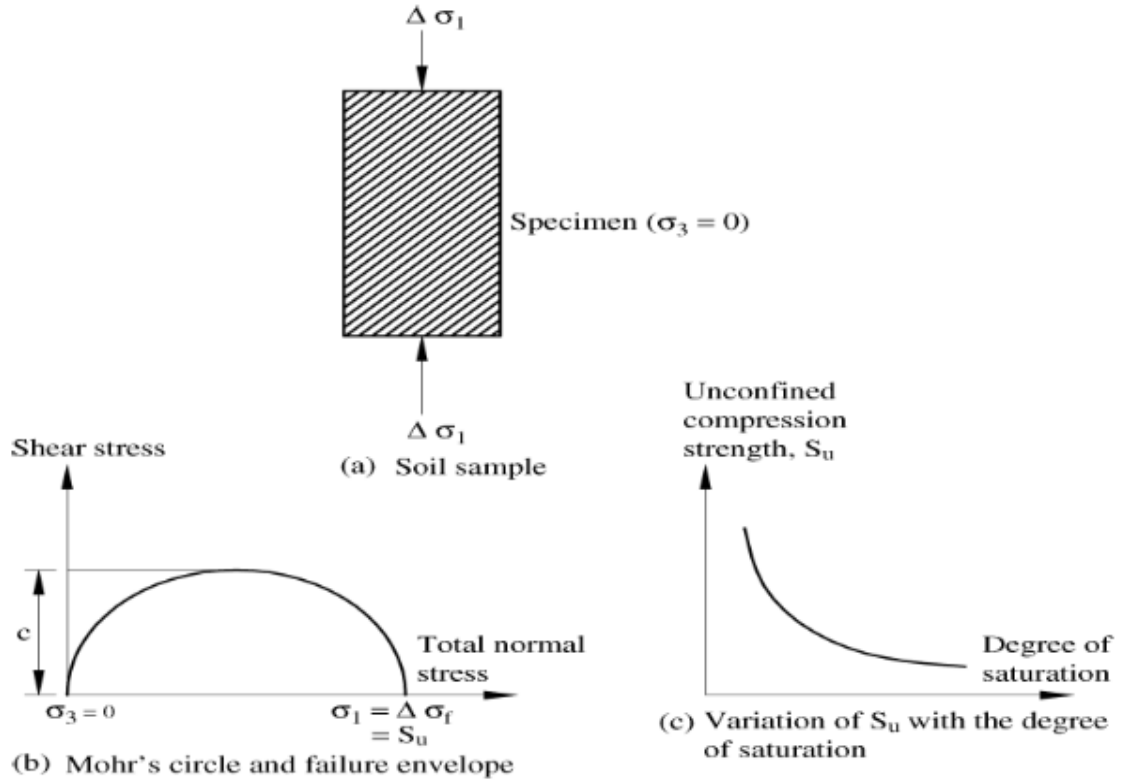 Δ σ₁
Specimen (σ₃ = 0)
Δ σ₁
(a) Soil sample
Shear stress
c
Total normal
stress
σ₃ = 0
σ₁ = Δ σf
= Sᵤ
(b) Mohr's circle and failure envelope
Unconfined
compression
strength, Sᵤ
Degree of
saturation
(c) Variation of Sᵤ with the degree
of saturation